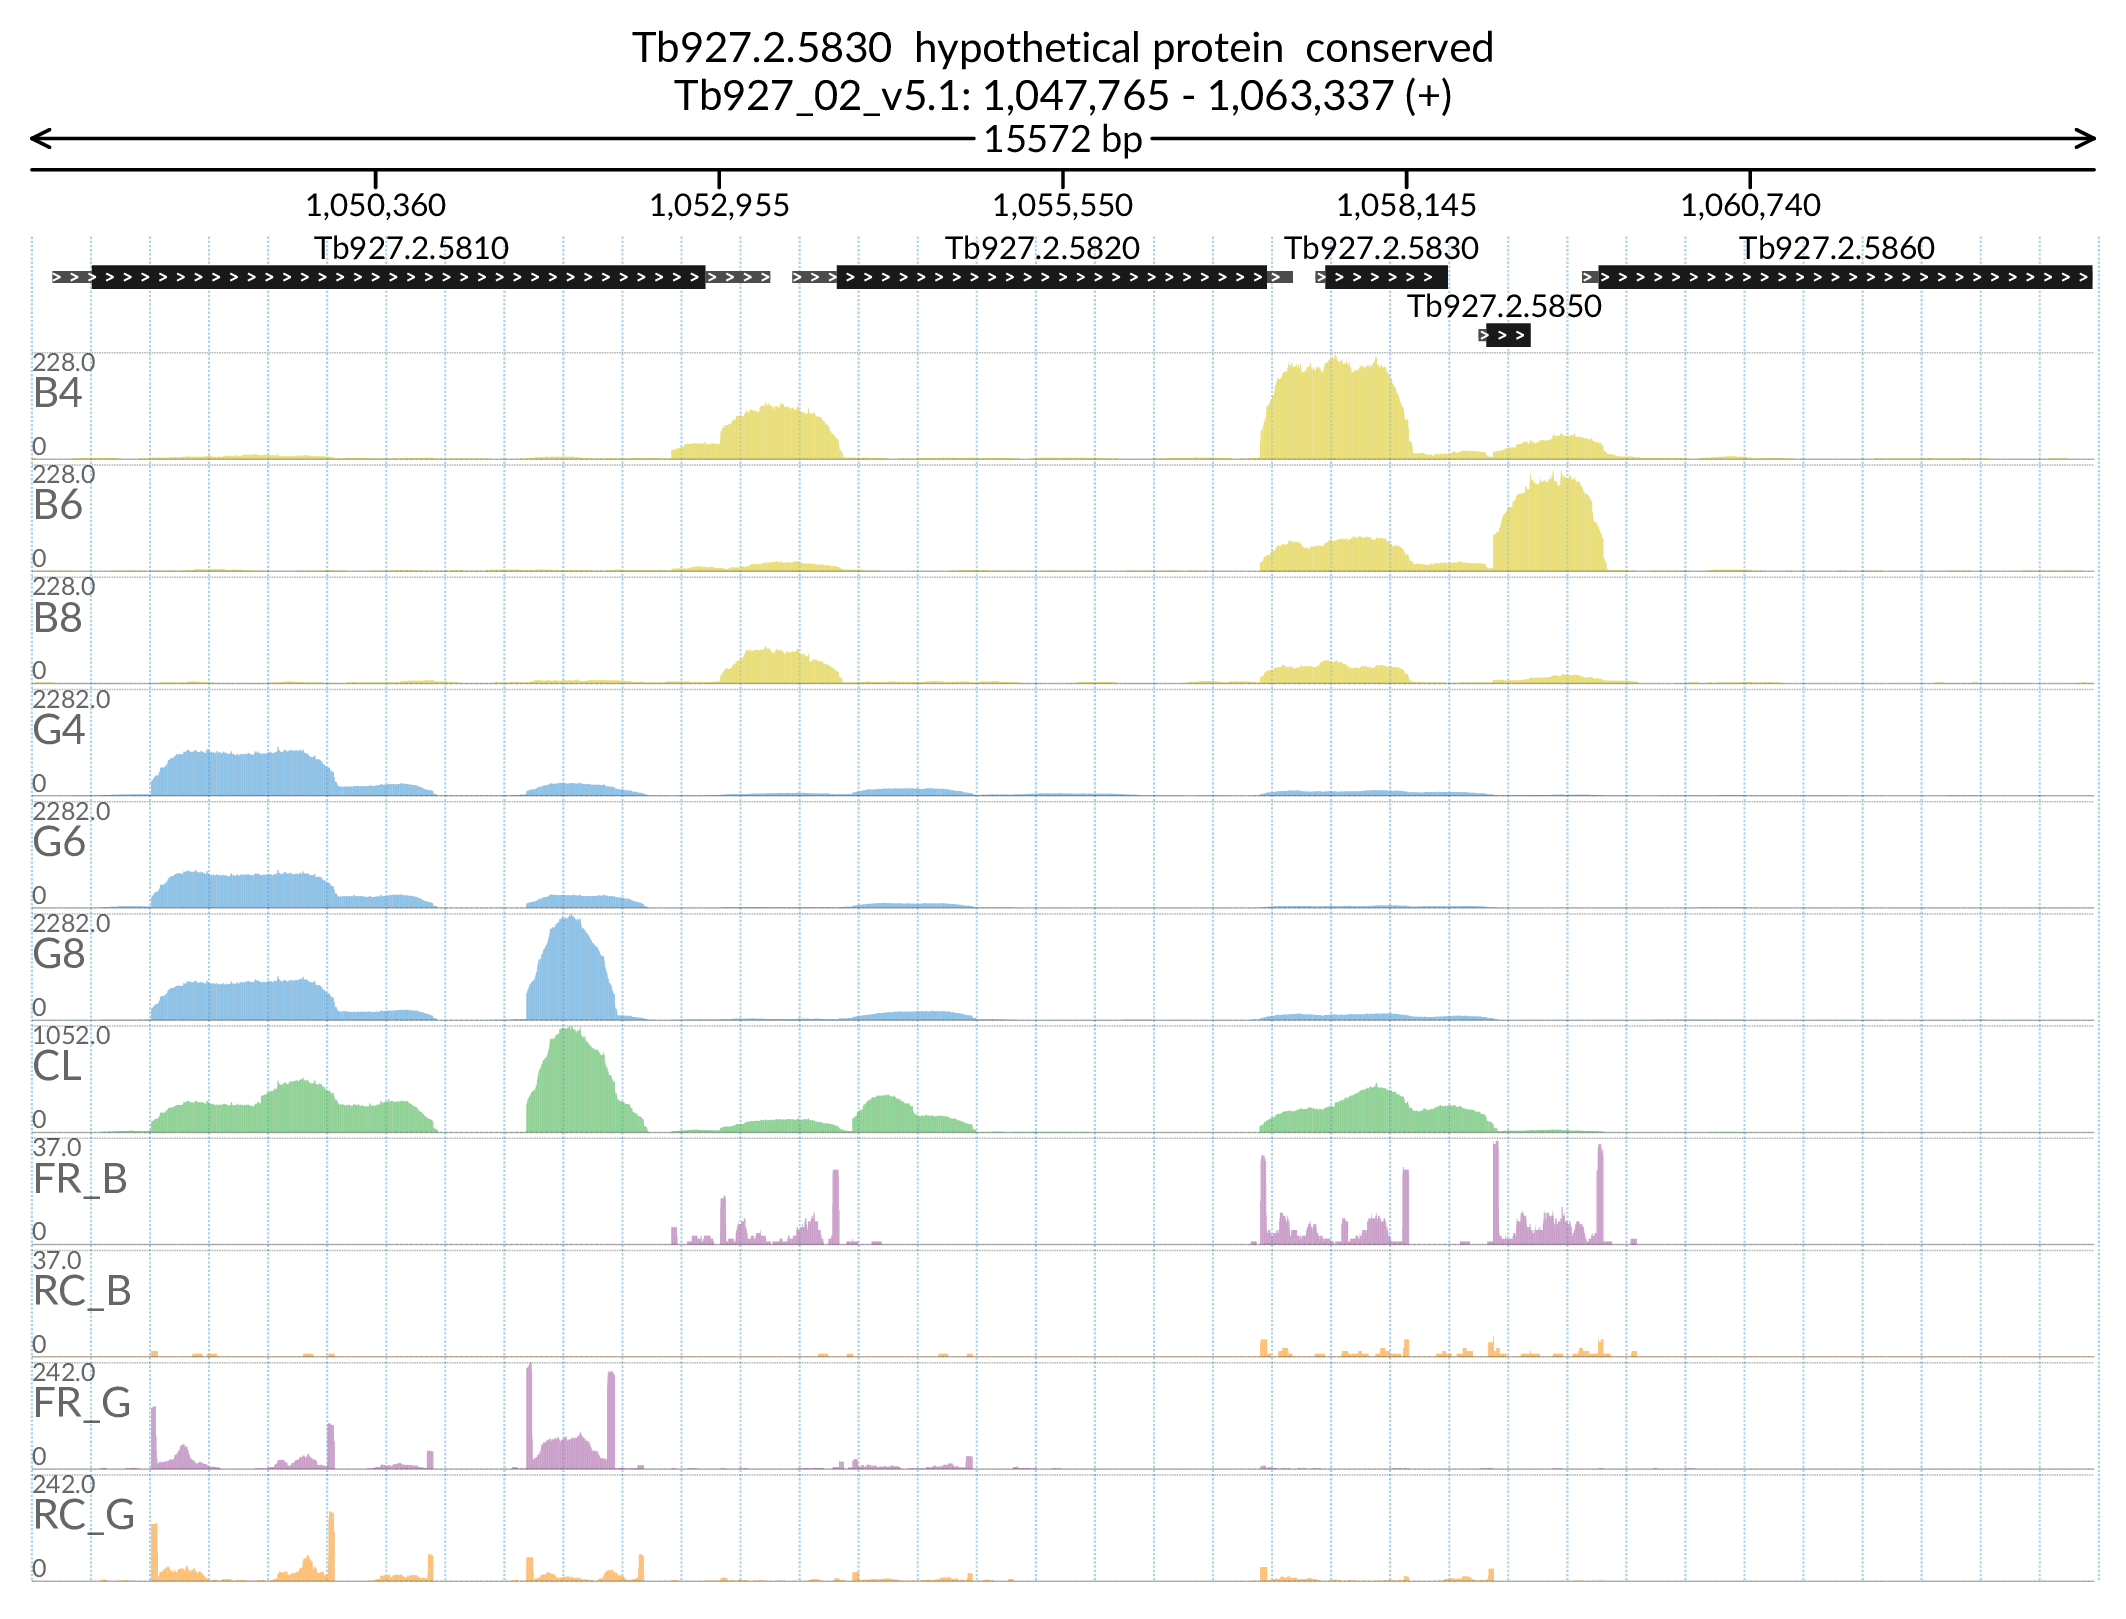 Tb927.2.5830 hypothetical protein conserved
Tb927_02_v5.1: 1,047,765 - 1,063,337 (+)
15572 bp
1,050,360 1,052,955 1,055,550 1,058,145 1,060,740
Tb927.2.5810 Tb927.2.5820 Tb927.2.5830 Tb927.2.5860
Tb927.2.5850
228.0
B4
0
228.0
B6
0
228.0
B8
0
2282.0
G4
0
2282.0
G6
0
2282.0
G8
0
1052.0
CL
0
37.0
FR_B
0
37.0
RC_B
0
242.0
FR_G
0
242.0
RC_G
0